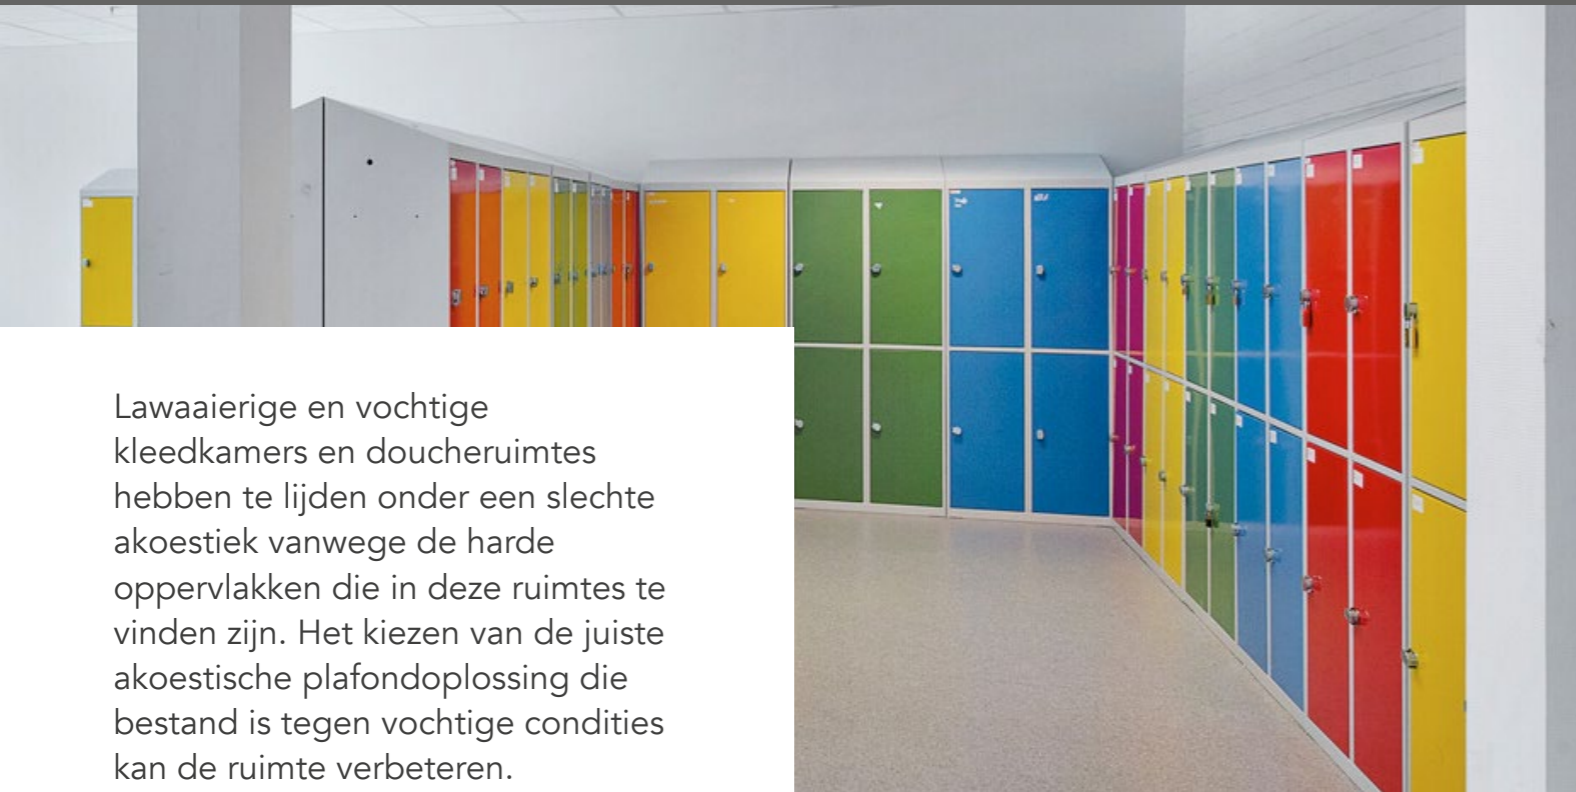 Lawaaierige en vochtige
kleedkamers en doucheruimtes
hebben te lijden onder een slechte
akoestiek vanwege de harde
oppervlakken die in deze ruimtes te
vinden zijn. Het kiezen van de juiste
akoestische plafondoplossing die
bestand is tegen vochtige condities
kan de ruimte verbeteren.